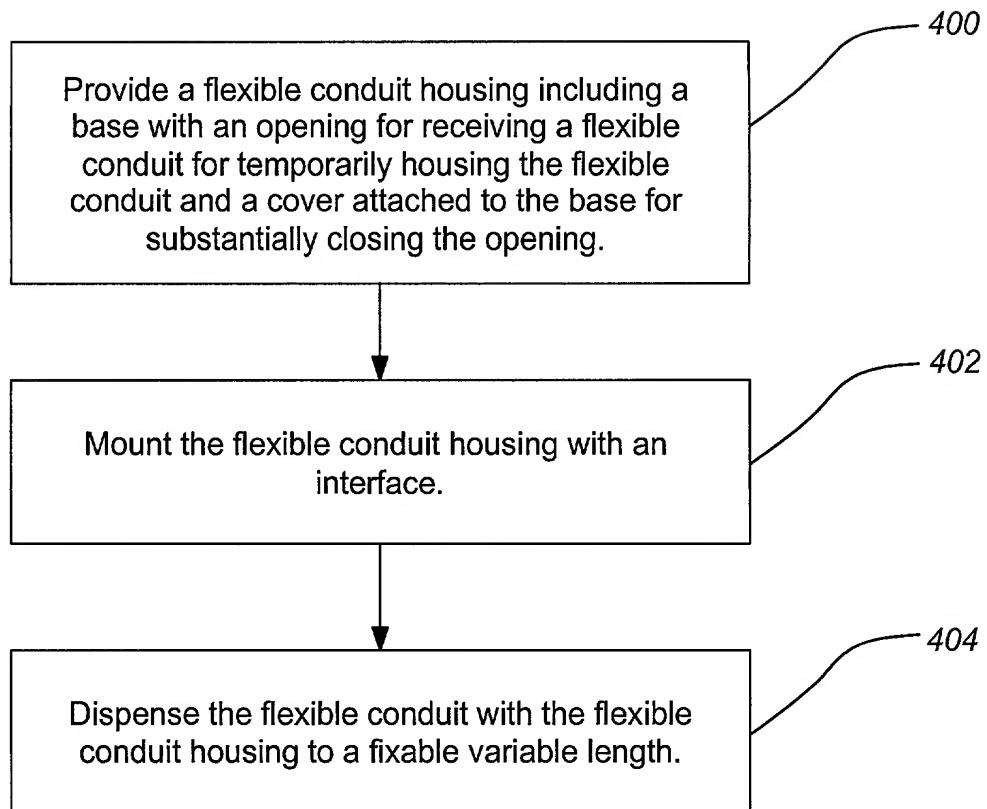 400
Provide a flexible conduit housing including a
base with an opening for receiving a flexible
conduit for temporarily housing the flexible
conduit and a cover attached to the base for
substantially closing the opening.
402
Mount the flexible conduit housing with an
interface.
404
Dispense the flexible conduit with the flexible
conduit housing to a fixable variable length.